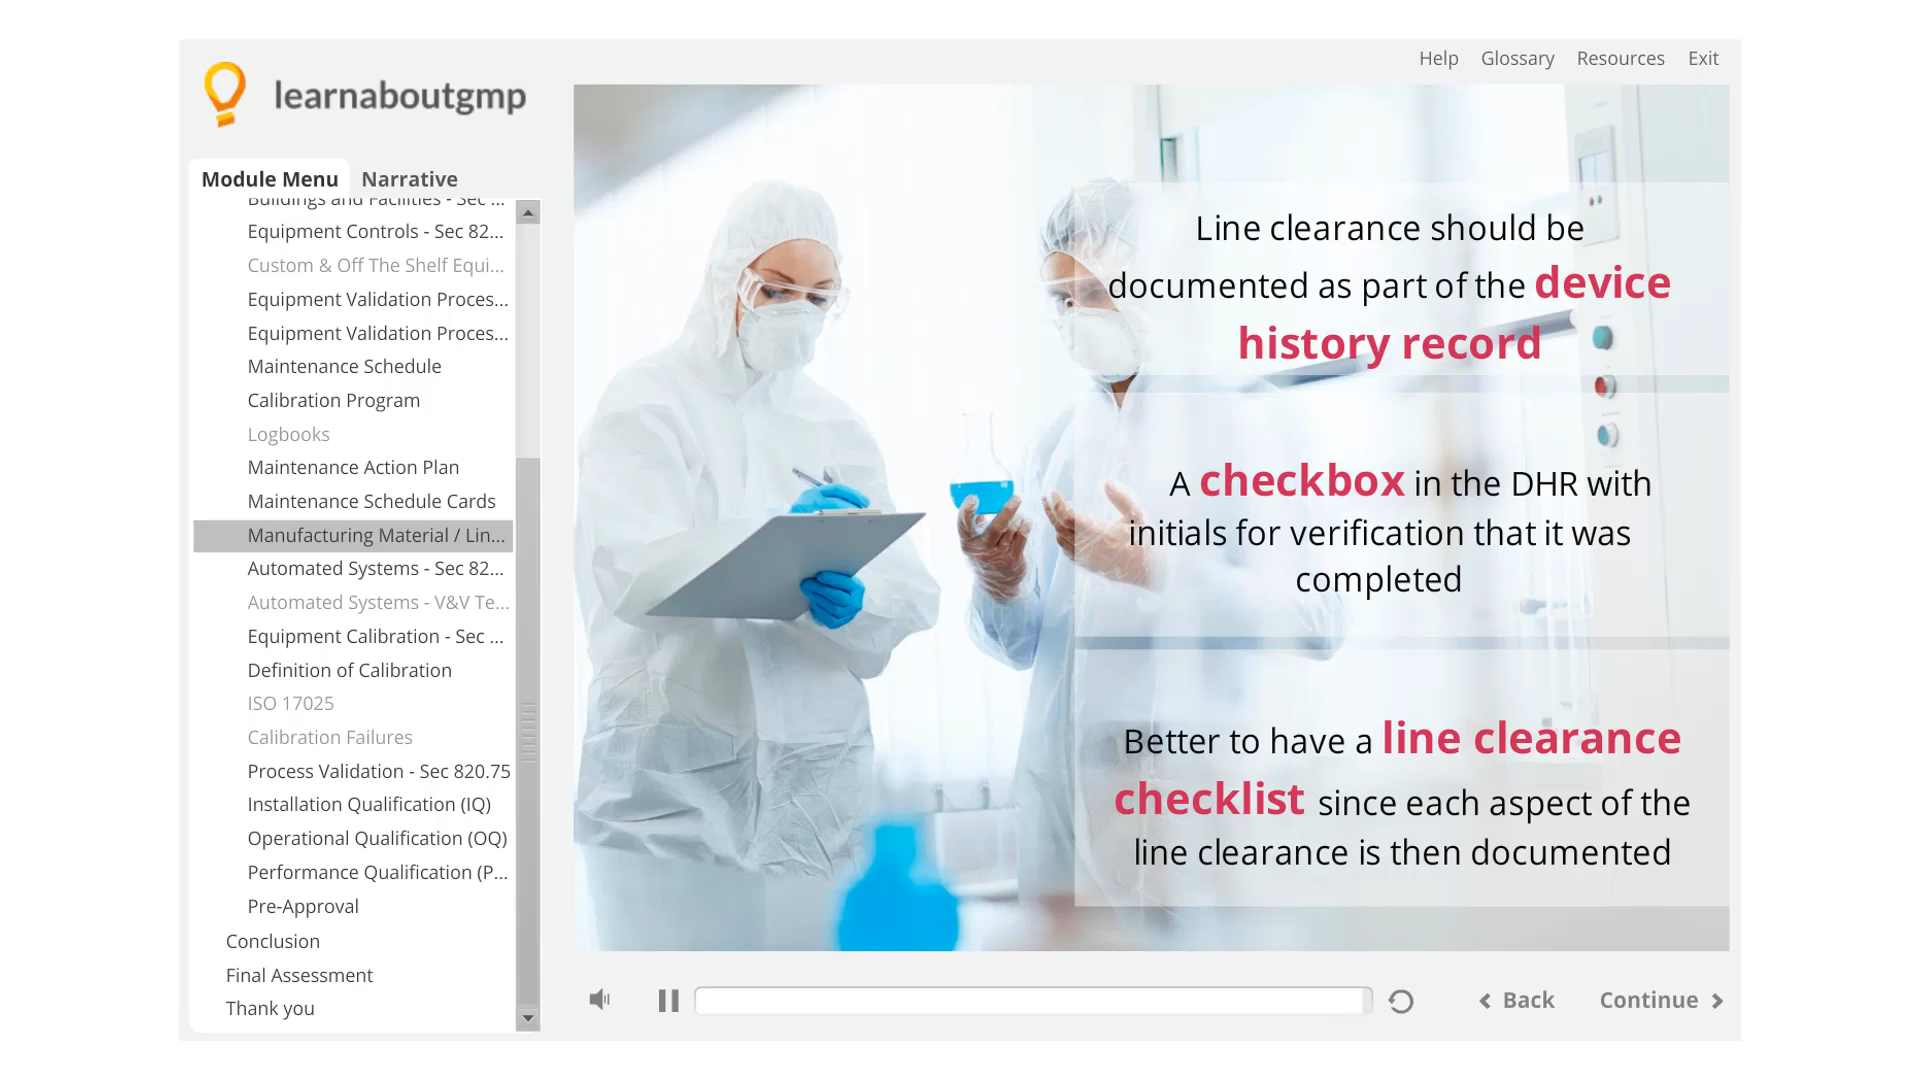 Help Glossary Resources Exit
learnaboutgmp
Module Menu Narrative
Buildings and Facilities - Sec ...
Equipment Controls - Sec 82...
Custom & Off The Shelf Equi...
Equipment Validation Proces...
Equipment Validation Proces...
Maintenance Schedule
Calibration Program
Logbooks
Maintenance Action Plan
Maintenance Schedule Cards
Manufacturing Material / Lin...
Automated Systems - Sec 82...
Automated Systems - V&V Te...
Equipment Calibration - Sec ...
Definition of Calibration
ISO 17025
Calibration Failures
Process Validation - Sec 820.75
Installation Qualification (IQ)
Operational Qualification (OQ)
Performance Qualification (P...
Pre-Approval
Conclusion
Final Assessment
Thank you
Line clearance should be
documented as part of the device
history record
A checkbox in the DHR with
initials for verification that it was
completed
Better to have a line clearance
checklist since each aspect of the
line clearance is then documented
Back Continue